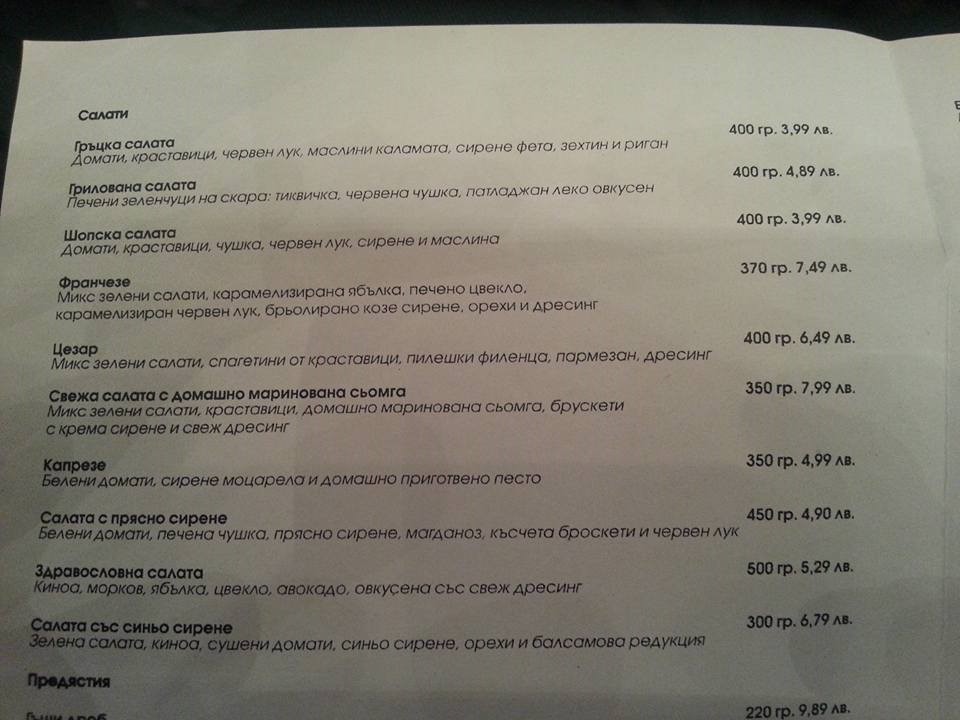 Салати
Гръцка салата 400 гр. 3,99 лв.
Домати, краставици, червен лук, маслини каламата, сирене фета, зехтин и риган
Грилована салата 400 гр. 4,89 лв.
Печени зеленчуци на скара: тиквичка, червена чушка, патладжан леко овкусен
Шопска салата 400 гр. 3,99 лв.
Домати, краставици, чушка, червен лук, сирене и маслина
Франчезе 370 гр. 7,49 лв.
Микс зелени салати, карамелизирана ябълка, печено цвекло,
карамелизиран червен лук, брьолирано козе сирене, орехи и дресинг
Цезар 400 гр. 6,49 лв.
Микс зелени салати, спагетини от краставици, пилешки филенца, пармезан, дресинг
Свежа салата с домашно маринована сьомга 350 гр. 7,99 лв.
Микс зелени салати, краставици, домашно маринована сьомга, брускети
с крема сирене и свеж дресинг
Капрезе 350 гр. 4,99 лв.
Белени домати, сирене моцарела и домашно приготвено песто
Салата с прясно сирене 450 гр. 4,90 лв.
Белени домати, печена чушка, прясно сирене, магданоз, късчета броскети и червен лук
Здравословна салата 500 гр. 5,29 лв.
Киноа, морков, ябълка, цвекло, авокадо, овкусена със свеж дресинг
Салата със синьо сирене 300 гр. 6,79 лв.
Зелена салата, киноа, сушени домати, синьо сирене, орехи и балсамова редукция
Предястия
Гъши дроб 220 гр. 9,89 лв.